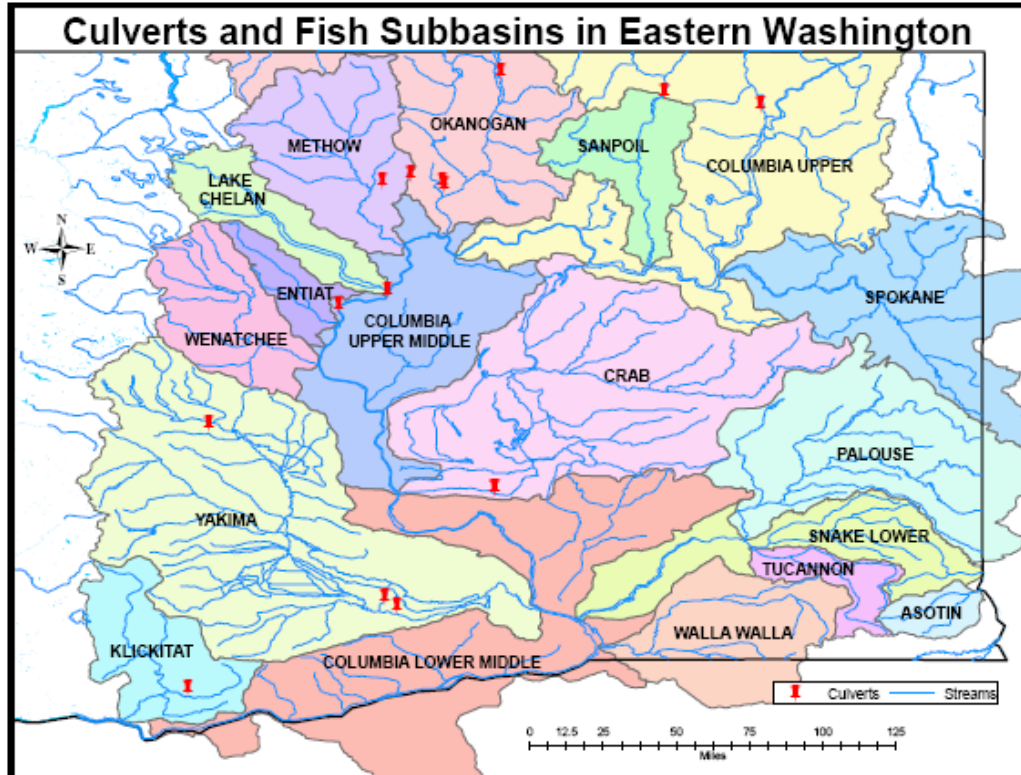 Culverts and Fish Subbasins in Eastern Washington
OKANOGAN
METHOW
SANPOIL
COLUMBIA UPPER
LAKE
CHELAN
N
W E
S
ENTIAT
SPOKANE
COLUMBIA
UPPER MIDDLE
WENATCHEE
CRAB
PALOUSE
YAKIMA
SNAKE LOWER
TUCANNON
ASOTIN
WALLA WALLA
KLICKITAT
COLUMBIA LOWER MIDDLE
Culverts Streams
0 12.5 25 50 75 100 125
Miles